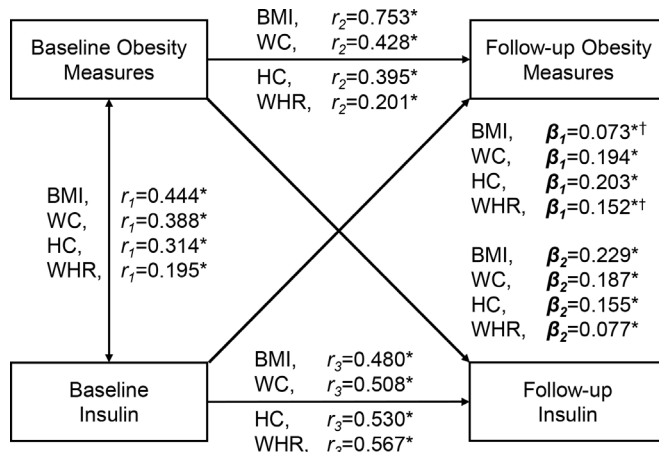 BMI, r2=0.753*
WC, r2=0.428*
HC, r2=0.395*
WHR, r2=0.201*
Baseline Obesity
Measures
Follow-up Obesity
Measures
BMI, r1=0.444*
WC, r1=0.388*
HC, r1=0.314*
WHR, r1=0.195*
BMI, β1=0.073*†
WC, β1=0.194*
HC, β1=0.203*
WHR, β1=0.152*†
BMI, β2=0.229*
WC, β2=0.187*
HC, β2=0.155*
WHR, β2=0.077*
Baseline
Insulin
BMI, r3=0.480*
WC, r3=0.508*
HC, r3=0.530*
WHR, r3=0.567*
Follow-up
Insulin